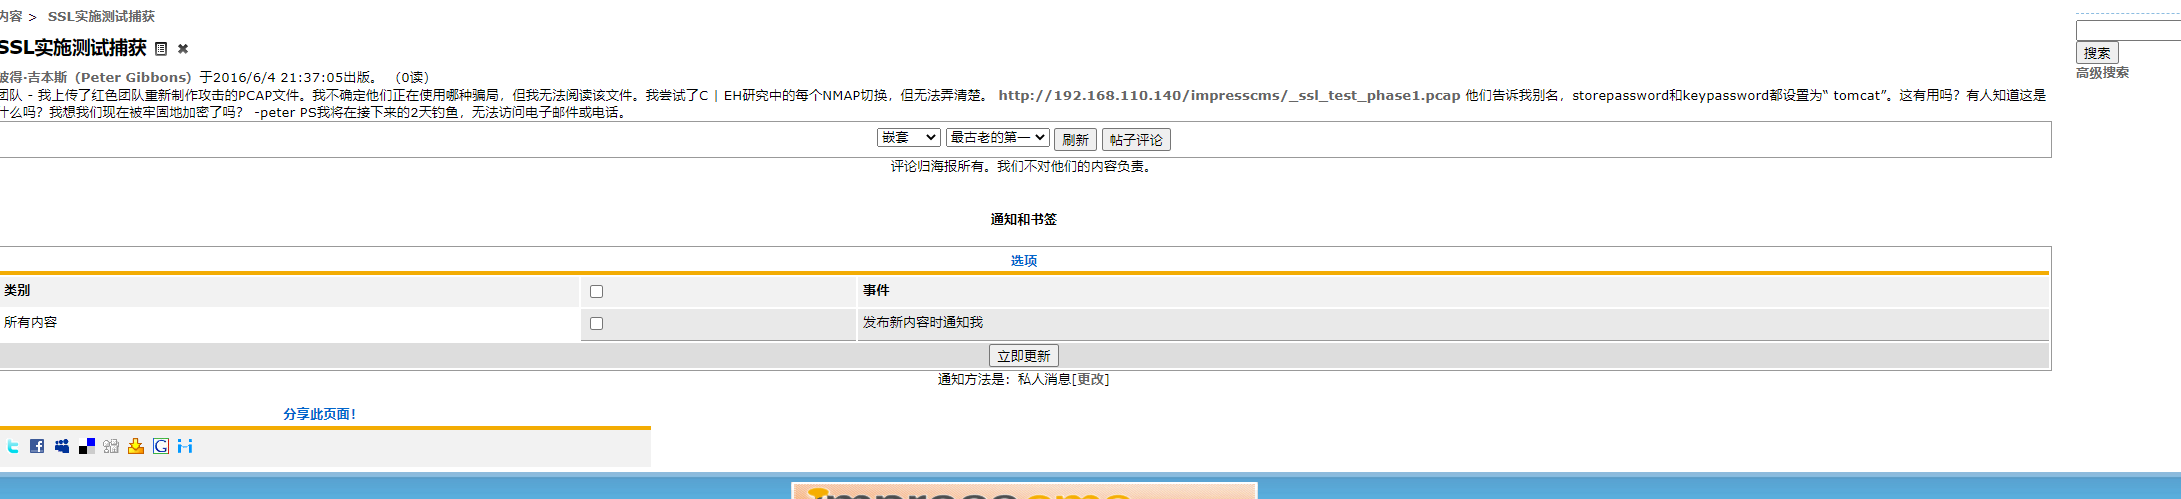 内容 > SSL实施测试捕获
SSL实施测试捕获
搜索
高级搜索
彼得·吉本斯（Peter Gibbons）于2016/6/4 21:37:05出版。 （0读）
团队 - 我上传了红色团队重新制作攻击的PCAP文件。我不确定他们正在使用哪种骗局，但我无法阅读该文件。我尝试了C | EH研究中的每个NMAP切换，但无法弄清楚。 http://192.168.110.140/impresscms/_ssl_test_phase1.pcap 他们告诉我别名，storepassword和keypassword都设置为“ tomcat”。这有用吗？有人知道这是
什么吗？我想我们现在被牢固地加密了吗？ -peter PS我将在接下来的2天钓鱼，无法访问电子邮件或电话。
嵌套 最古老的第一 刷新 帖子评论
评论归海报所有。我们不对他们的内容负责。
通知和书签
选项
类别 事件
所有内容 发布新内容时通知我
立即更新
通知方法是：私人消息[更改]
分享此页面！
impresscms